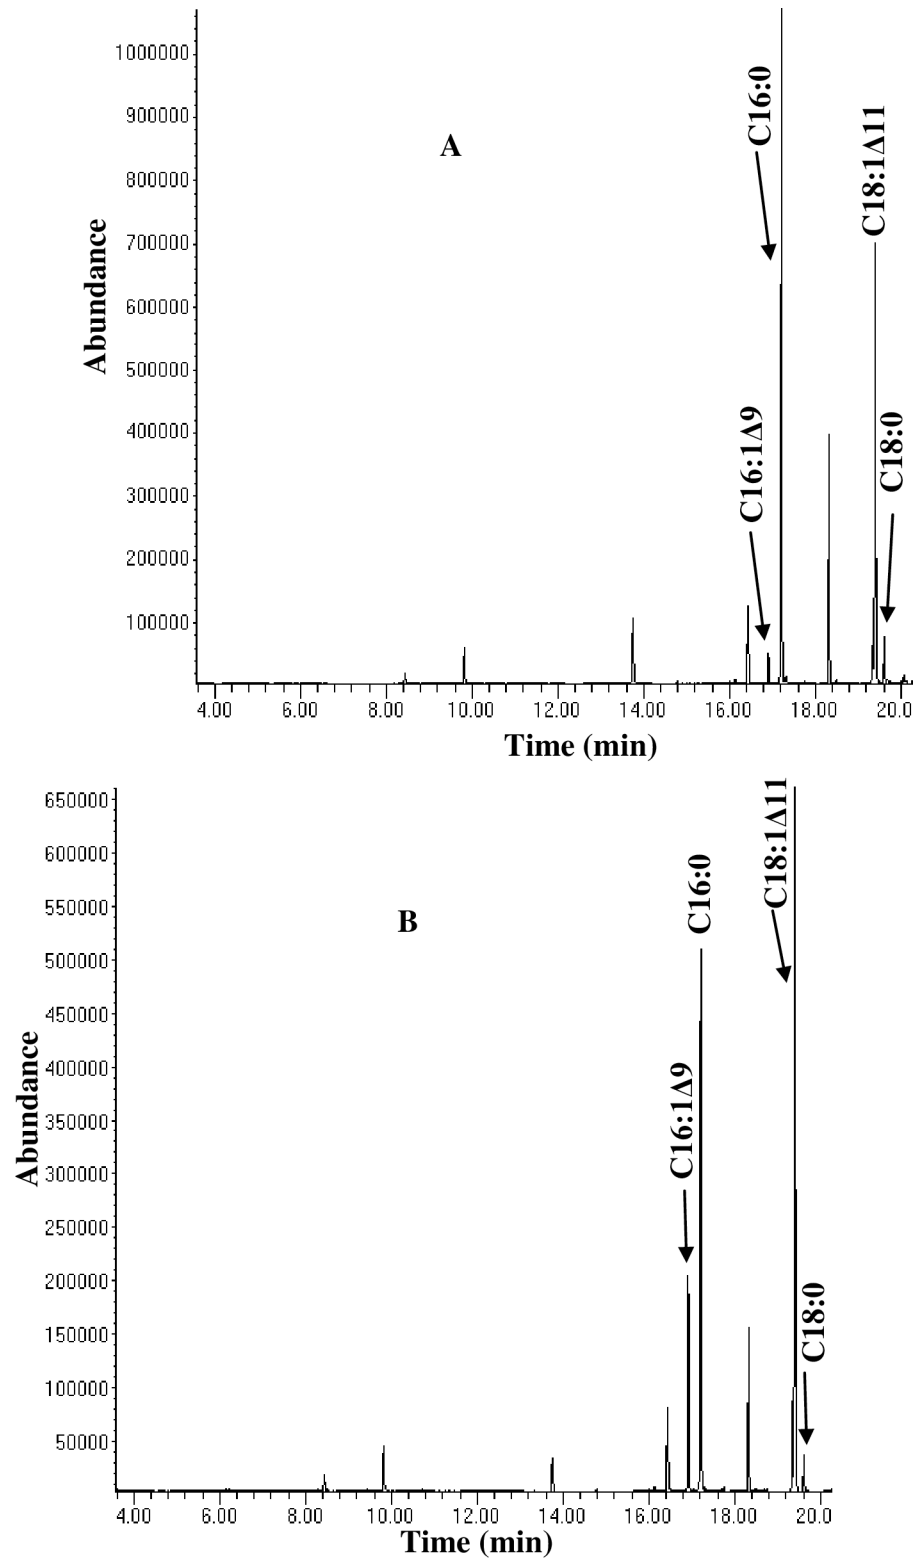 1000000
900000
800000
700000
600000
500000
400000
300000
200000
100000
Abundance
A
C16:0
C18:1Δ11
C16:1Δ9
C18:0
4.00 6.00 8.00 10.00 12.00 14.00 16.00 18.00 20.0
Time (min)
650000
600000
550000
500000
450000
400000
350000
300000
250000
200000
150000
100000
50000
Abundance
B
C16:0
C18:1Δ11
C16:1Δ9
C18:0
4.00 6.00 8.00 10.00 12.00 14.00 16.00 18.00 20.00
Time (min)